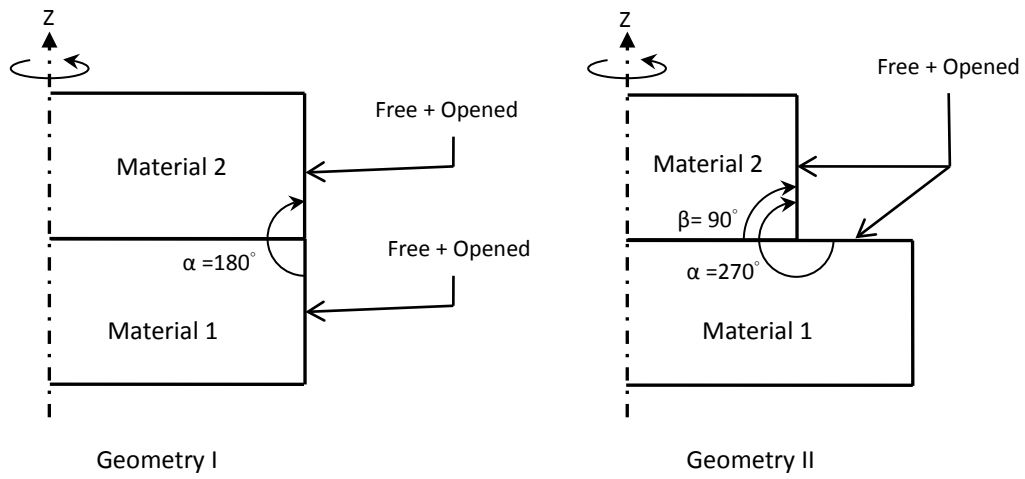 Z
Free + Opened
Material 2
α =180°
Free + Opened
Material 1
Geometry I
Z
Free + Opened
Material 2
β= 90°
α =270°
Material 1
Geometry II